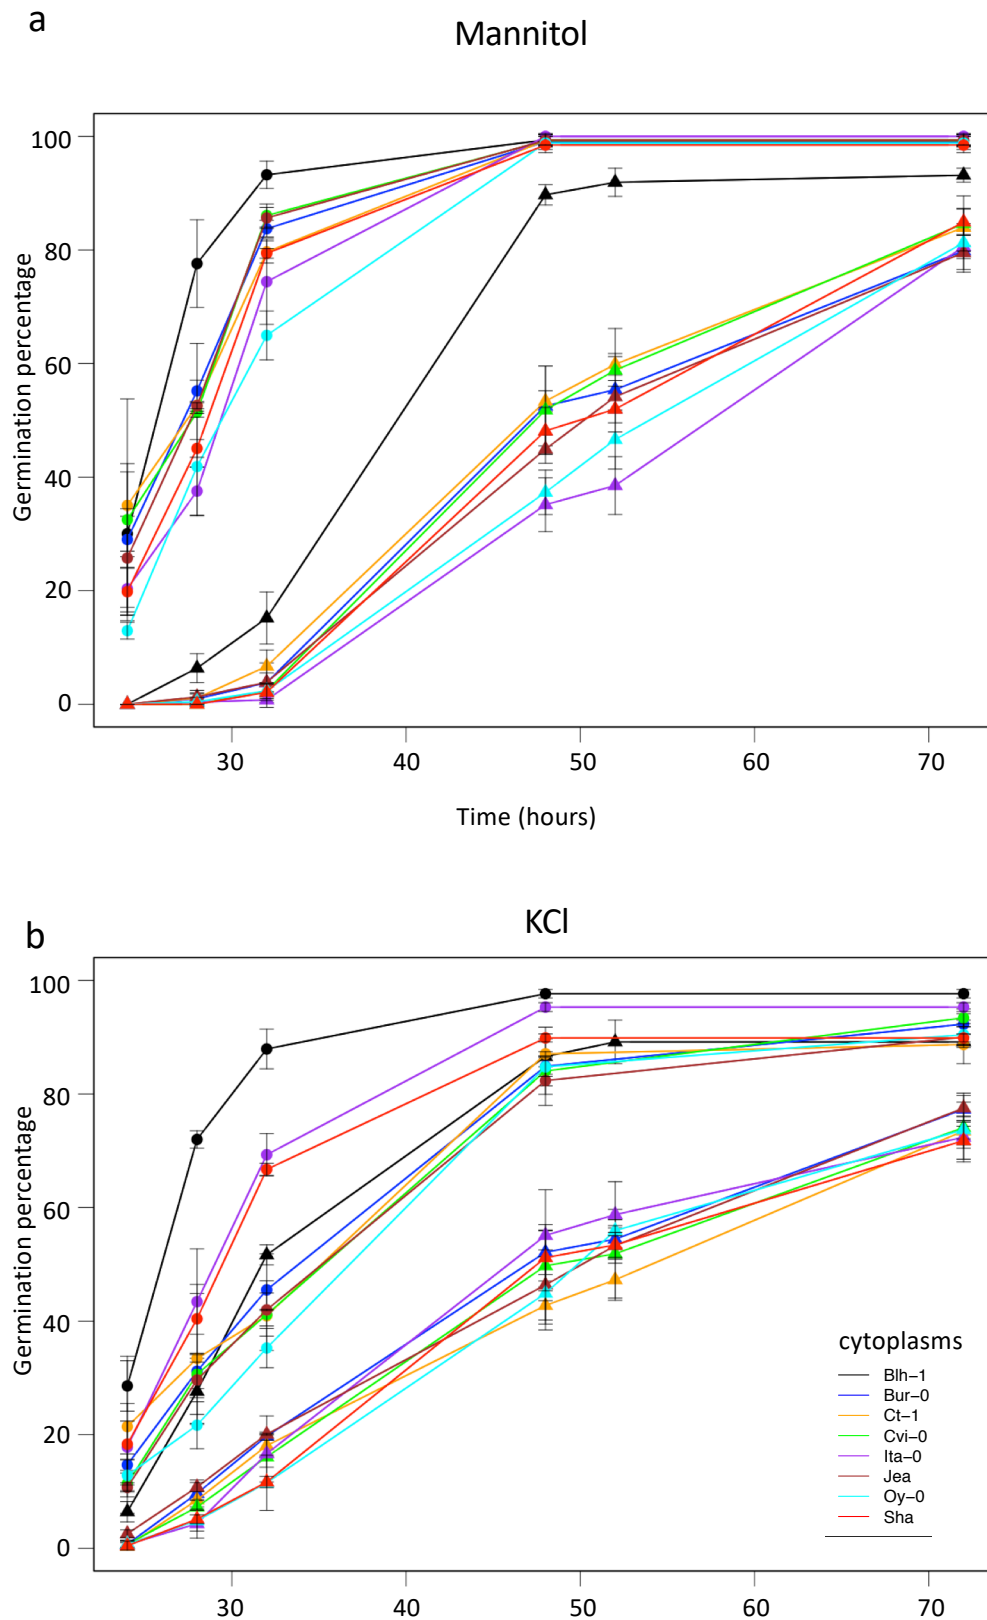 a
Mannitol
100
80
60
40
20
0
Germination percentage
30 40 50 60 70
Time (hours)
b
KCl
100
80
60
40
20
0
Germination percentage
cytoplasms
Blh−1
Bur−0
Ct−1
Cvi−0
Ita−0
Jea
Oy−0
Sha
30 40 50 60 70